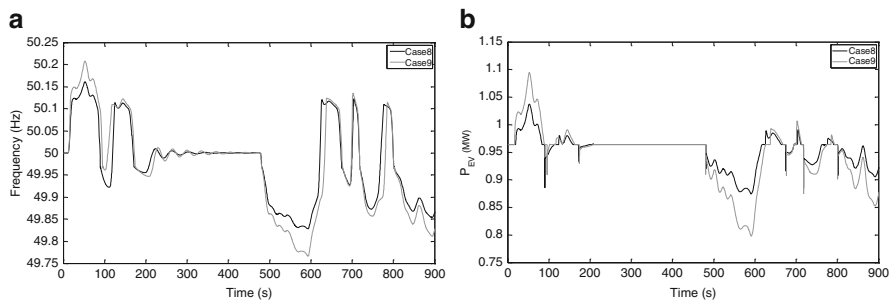 a
50.25
50.2
50.15
50.1
50.05
50
49.95
49.9
49.85
49.8
49.75
Frequency (Hz)
0 100 200 300 400 500 600 700 800 900
Time (s)
Case8
Case9
b
1.15
1.1
1.05
1
0.95
0.9
0.85
0.8
0.75
P_EV (MW)
0 100 200 300 400 500 600 700 800 900
Time (s)
Case8
Case9